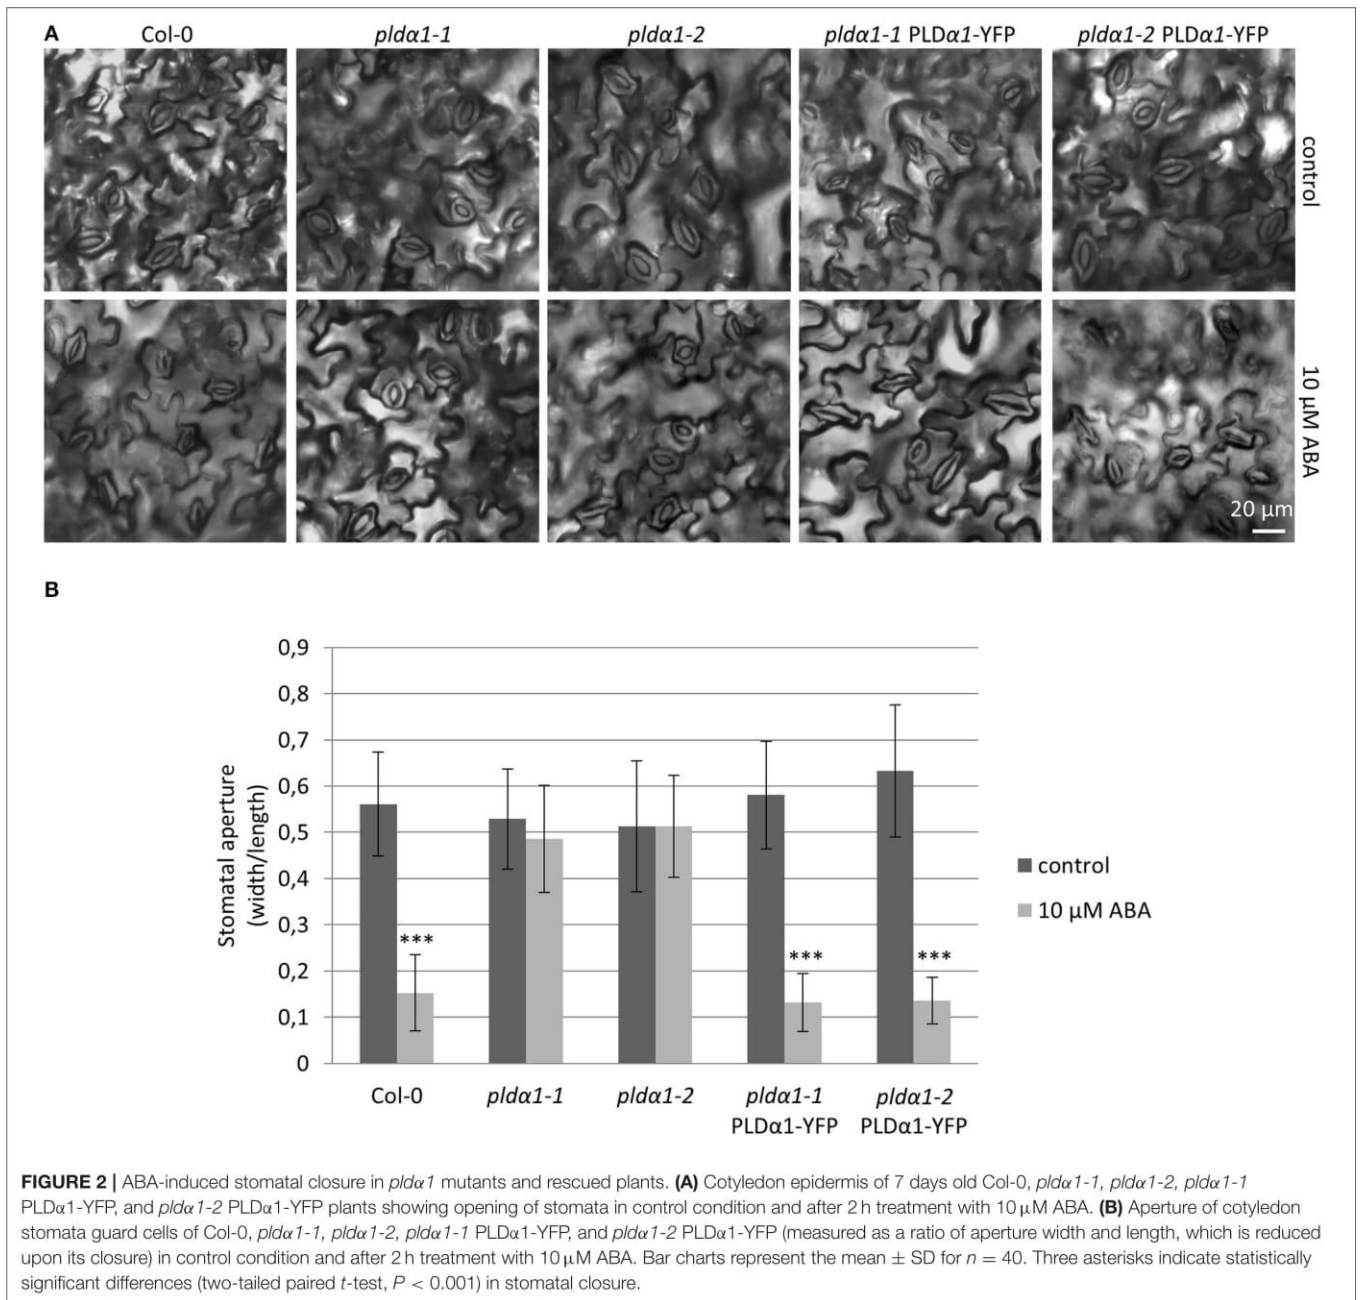 A
Col-0
pldα1-1
pldα1-2
pldα1-1 PLDα1-YFP
pldα1-2 PLDα1-YFP
control
10 µM ABA
20 µm
B
0,9
0,8
0,7
0,6
0,5
0,4
0,3
0,2
0,1
0
Stomatal aperture
(width/length)
***
***
***
control
10 µM ABA
Col-0
pldα1-1
pldα1-2
pldα1-1
PLDα1-YFP
pldα1-2
PLDα1-YFP
FIGURE 2 | ABA-induced stomatal closure in pldα1 mutants and rescued plants. (A) Cotyledon epidermis of 7 days old Col-0, pldα1-1, pldα1-2, pldα1-1
PLDα1-YFP, and pldα1-2 PLDα1-YFP plants showing opening of stomata in control condition and after 2 h treatment with 10 µM ABA. (B) Aperture of cotyledon
stomata guard cells of Col-0, pldα1-1, pldα1-2, pldα1-1 PLDα1-YFP, and pldα1-2 PLDα1-YFP (measured as a ratio of aperture width and length, which is reduced
upon its closure) in control condition and after 2 h treatment with 10 µM ABA. Bar charts represent the mean ± SD for n = 40. Three asterisks indicate statistically
significant differences (two-tailed paired t-test, P < 0.001) in stomatal closure.